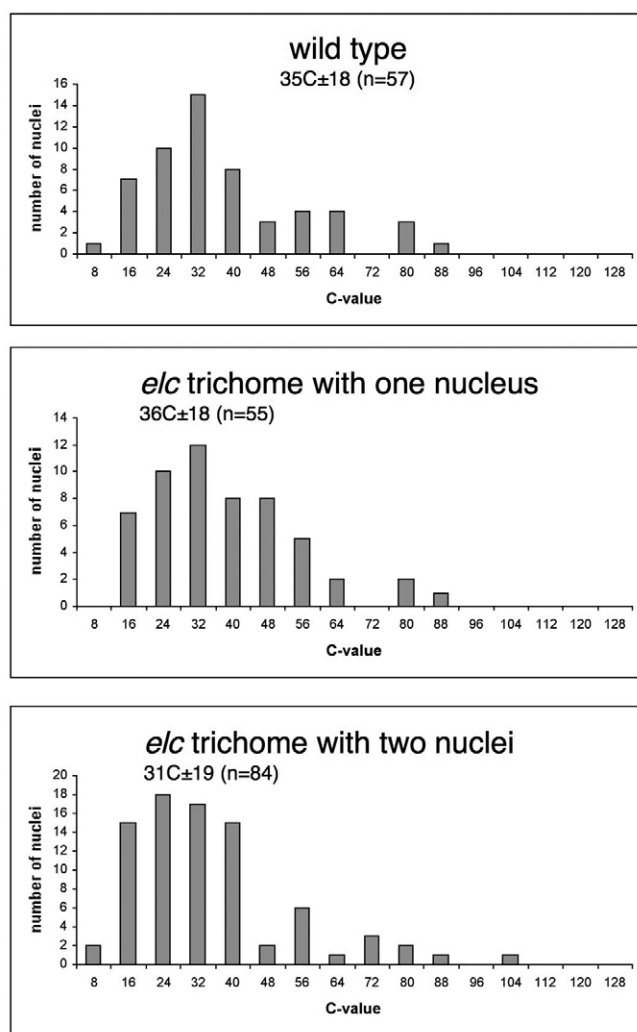 wild type
35C±18 (n=57)
number of nuclei
16
14
12
10
8
6
4
2
0
8 16 24 32 40 48 56 64 72 80 88 96 104 112 120 128
C-value
elc trichome with one nucleus
36C±18 (n=55)
number of nuclei
14
12
10
8
6
4
2
0
8 16 24 32 40 48 56 64 72 80 88 96 104 112 120 128
C-value
elc trichome with two nuclei
31C±19 (n=84)
number of nuclei
20
18
16
14
12
10
8
6
4
2
0
8 16 24 32 40 48 56 64 72 80 88 96 104 112 120 128
C-value